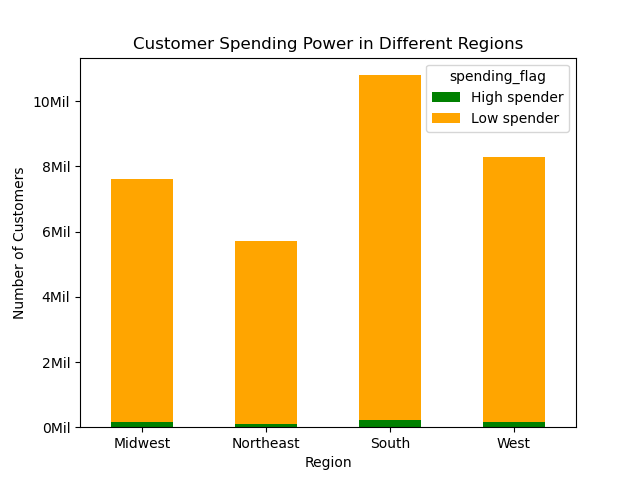 Customer Spending Power in Different Regions
spending_flag
High spender
Low spender
10Mil
8Mil
6Mil
4Mil
2Mil
0Mil
Number of Customers
Midwest
Northeast
South
West
Region